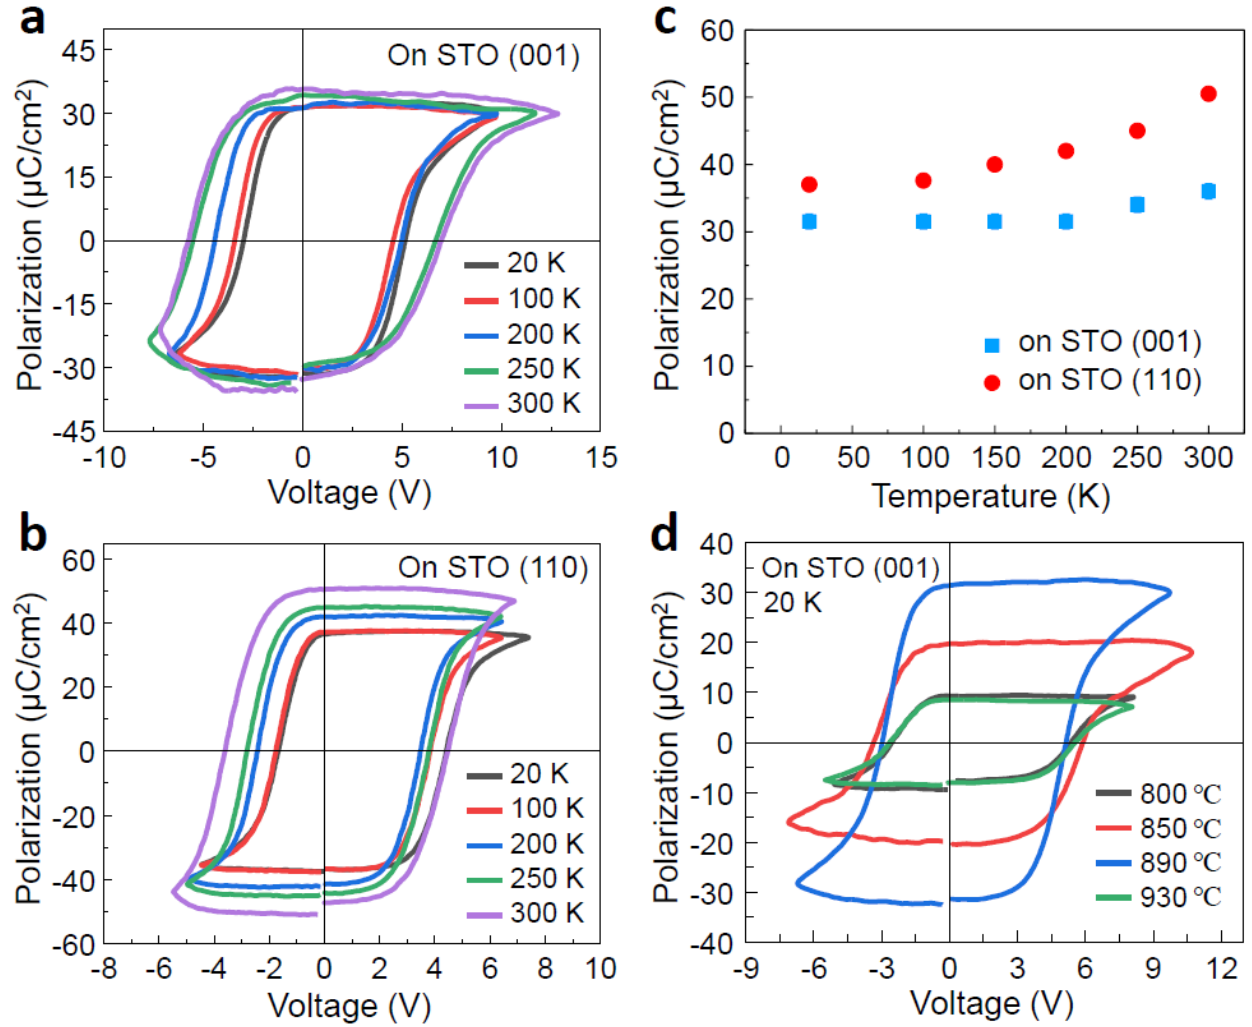 a
On STO (001)
Polarization (μC/cm²)
45
30
15
0
-15
-30
-45
20 K
100 K
200 K
250 K
300 K
-10 -5 0 5 10 15
Voltage (V)
c
Polarization (μC/cm²)
60
50
40
30
20
10
0
on STO (001)
on STO (110)
0 50 100 150 200 250 300
Temperature (K)
b
On STO (110)
Polarization (μC/cm²)
60
40
20
0
-20
-40
-60
20 K
100 K
200 K
250 K
300 K
-8 -6 -4 -2 0 2 4 6 8 10
Voltage (V)
d
On STO (001)
20 K
Polarization (μC/cm²)
40
30
20
10
0
-10
-20
-30
-40
800 ℃
850 ℃
890 ℃
930 ℃
-9 -6 -3 0 3 6 9 12
Voltage (V)